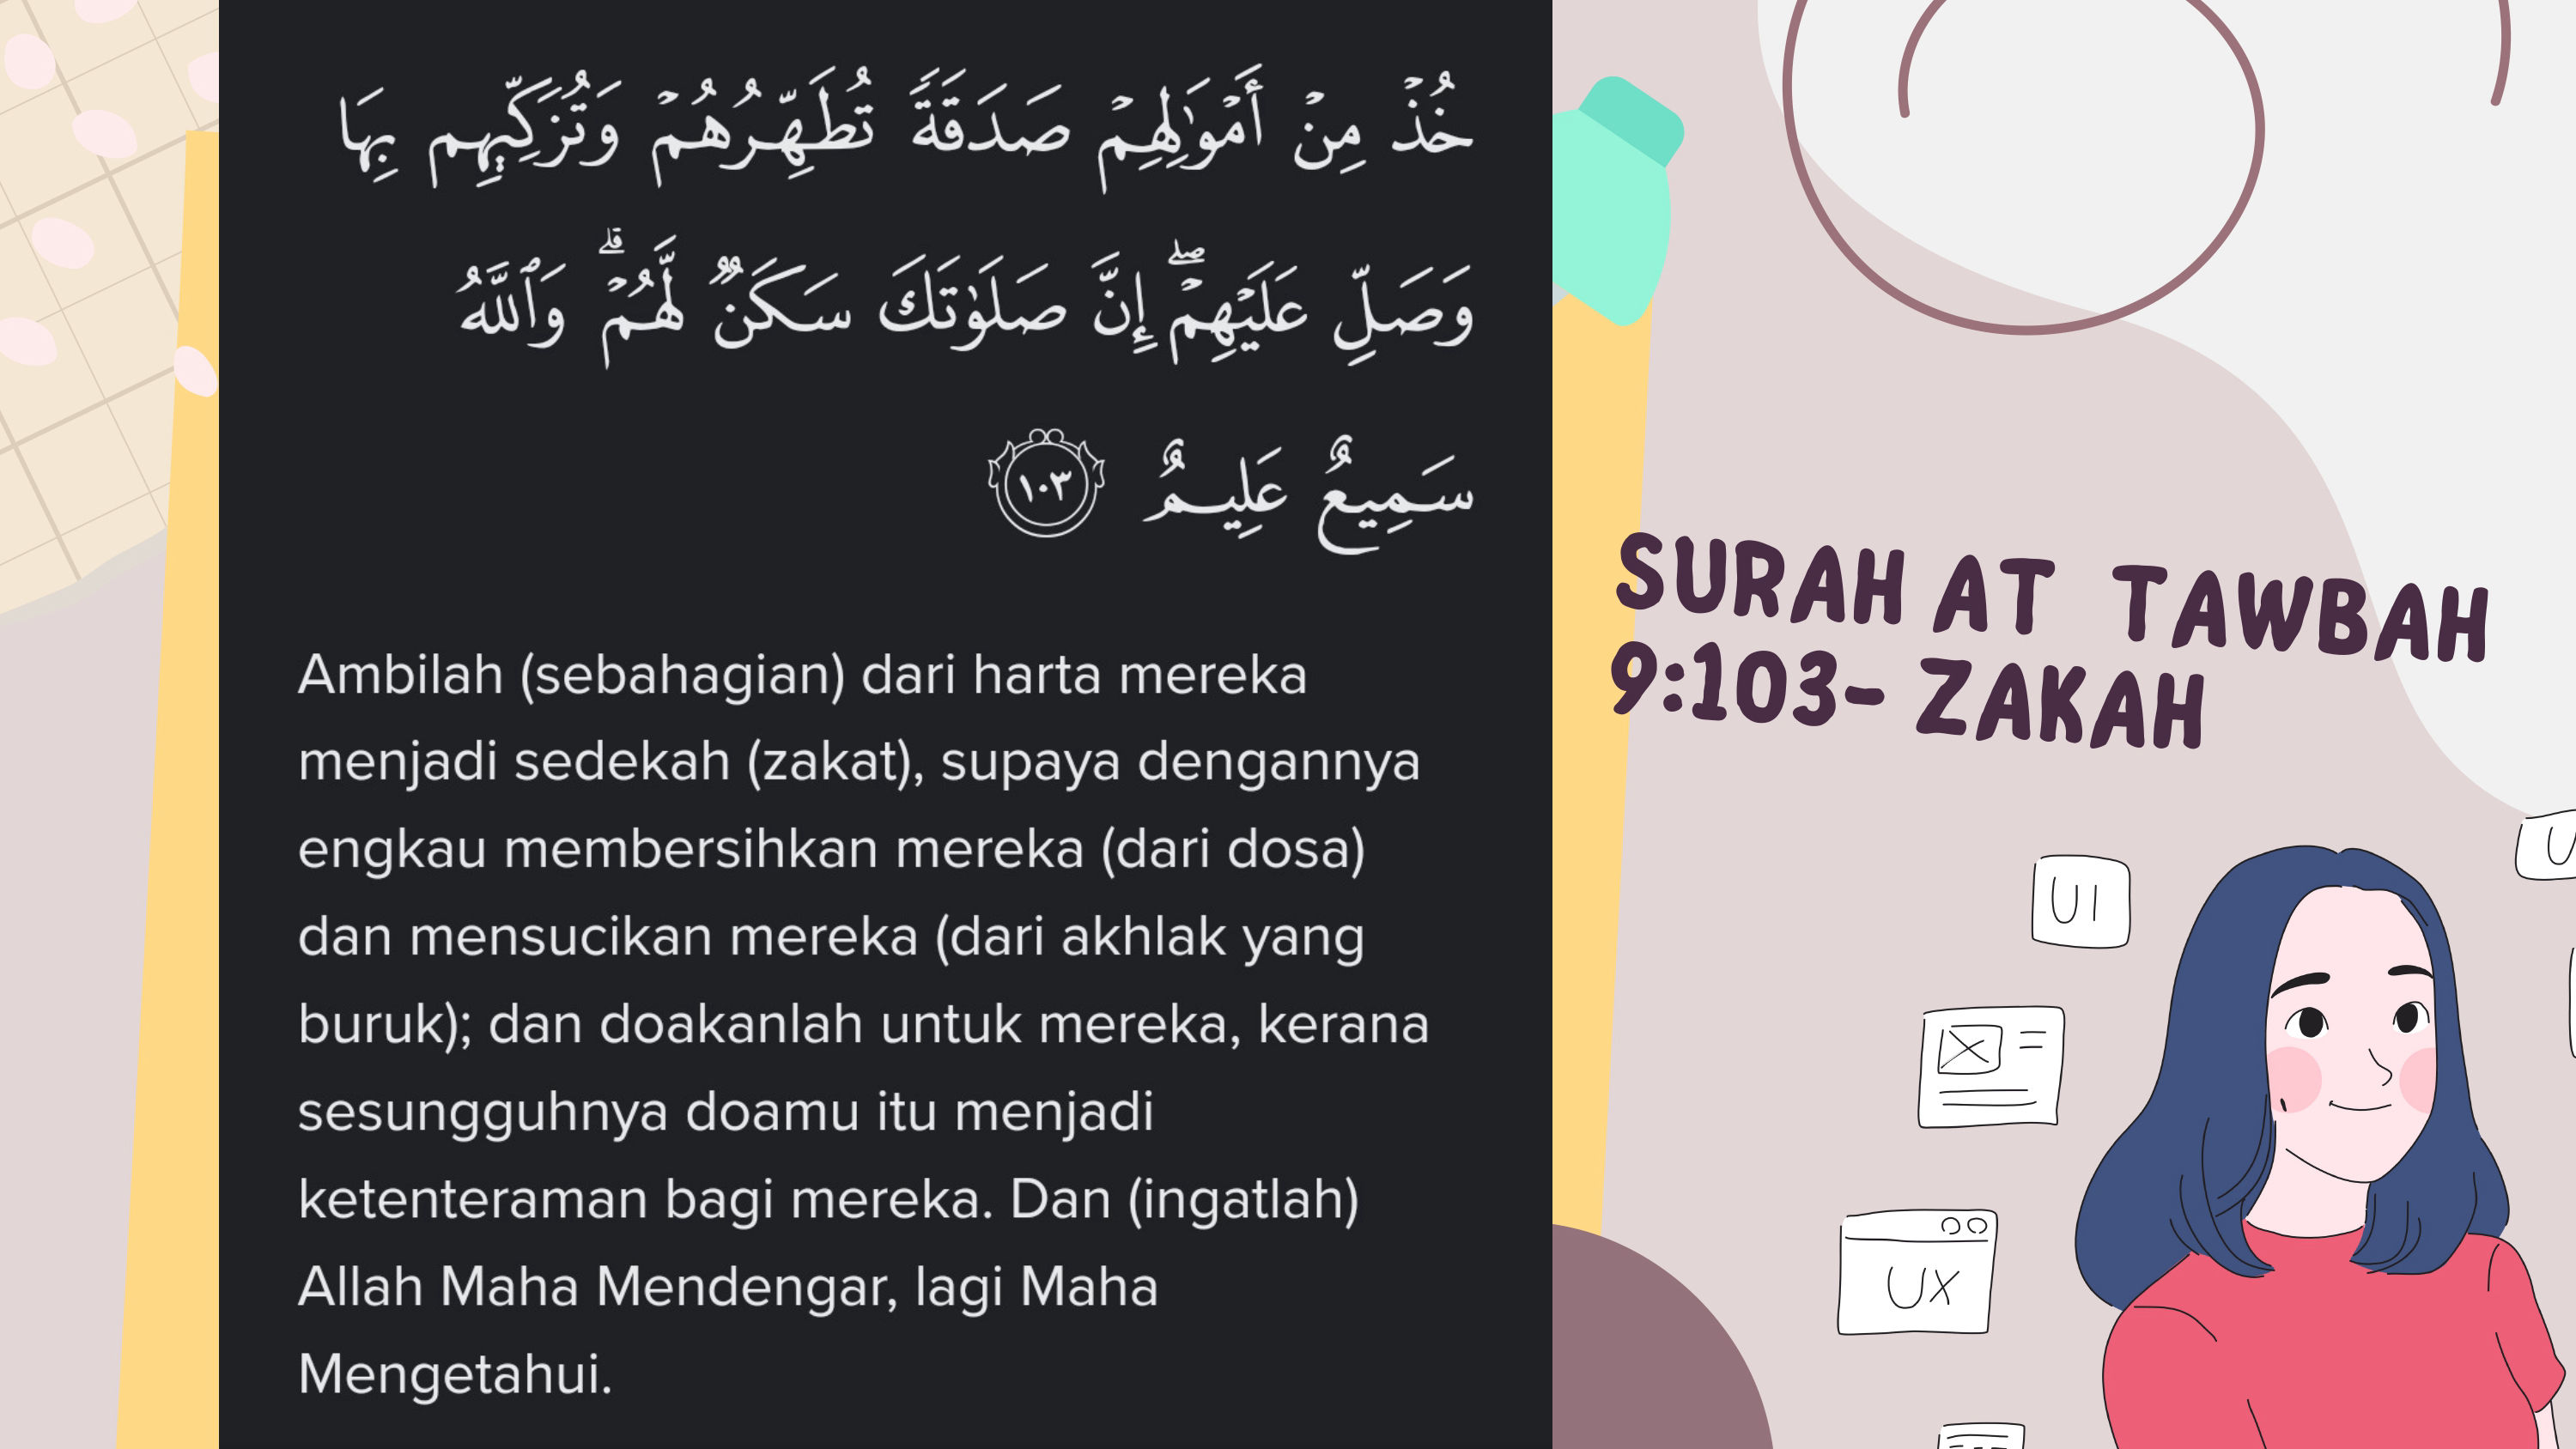 خُذۡ مِنۡ أَمۡوَٰلِهِمۡ صَدَقَةٗ تُطَهِّرُهُمۡ وَتُزَكِّيهِم بِهَا
وَصَلِّ عَلَيۡهِمۡۖ إِنَّ صَلَوٰتَكَ سَكَنٞ لَّهُمۡۗ وَٱللَّهُ
سَمِيعٌ عَلِيمٌ ١٠٣
Ambilah (sebahagian) dari harta mereka
menjadi sedekah (zakat), supaya dengannya
engkau membersihkan mereka (dari dosa)
dan mensucikan mereka (dari akhlak yang
buruk); dan doakanlah untuk mereka, kerana
sesungguhnya doamu itu menjadi
ketenteraman bagi mereka. Dan (ingatlah)
Allah Maha Mendengar, lagi Maha
Mengetahui.
SURAH AT TAWBAH
9:103- ZAKAH
UI
UX